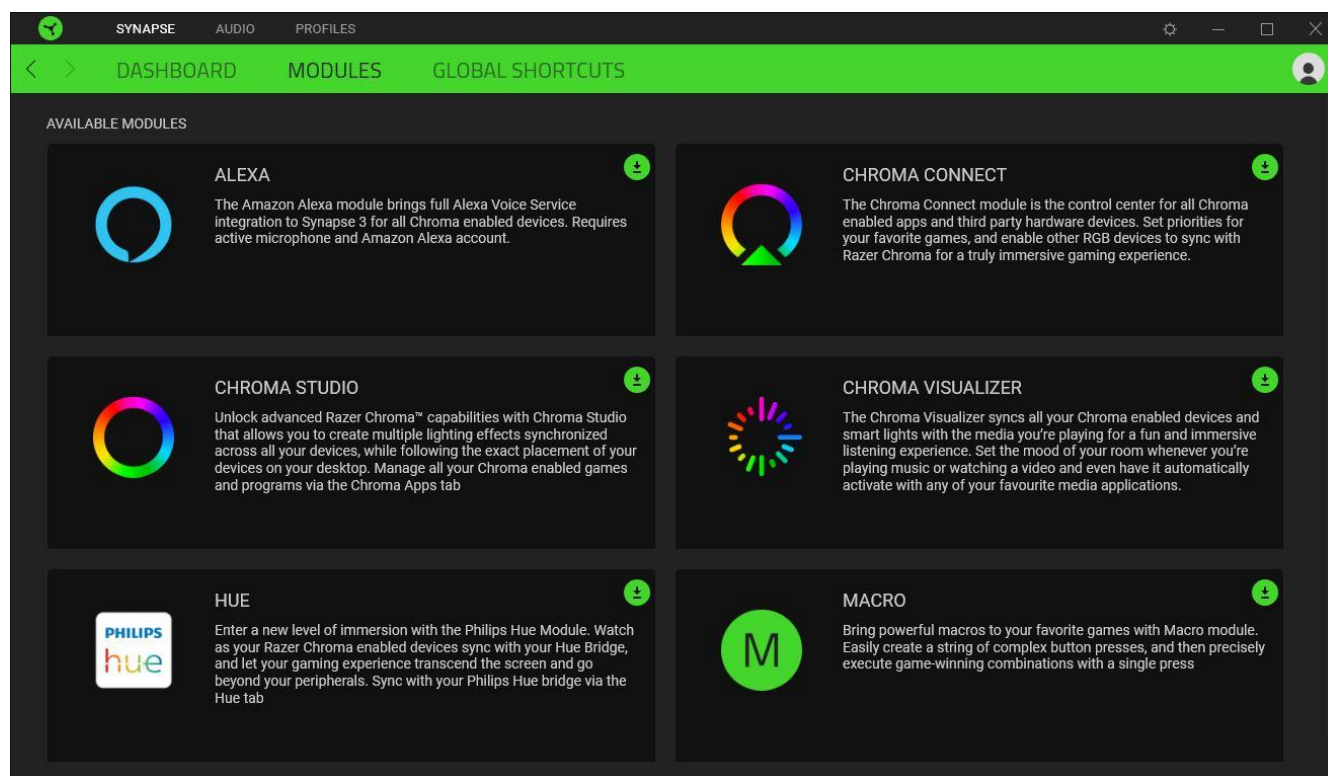 SYNAPSE AUDIO PROFILES
DASHBOARD MODULES GLOBAL SHORTCUTS
AVAILABLE MODULES
ALEXA
The Amazon Alexa module brings full Alexa Voice Service
integration to Synapse 3 for all Chroma enabled devices. Requires
active microphone and Amazon Alexa account.
CHROMA CONNECT
The Chroma Connect module is the control center for all Chroma
enabled apps and third party hardware devices. Set priorities for
your favorite games, and enable other RGB devices to sync with
Razer Chroma for a truly immersive gaming experience.
CHROMA STUDIO
Unlock advanced Razer Chroma™ capabilities with Chroma Studio
that allows you to create multiple lighting effects synchronized
across all your devices, while following the exact placement of your
devices on your desktop. Manage all your Chroma enabled games
and programs via the Chroma Apps tab
CHROMA VISUALIZER
The Chroma Visualizer syncs all your Chroma enabled devices and
smart lights with the media you're playing for a fun and immersive
listening experience. Set the mood of your room whenever you're
playing music or watching a video and even have it automatically
activate with any of your favourite media applications.
PHILIPS
hue
HUE
Enter a new level of immersion with the Philips Hue Module. Watch
as your Razer Chroma enabled devices sync with your Hue Bridge,
and let your gaming experience transcend the screen and go
beyond your peripherals. Sync with your Philips Hue bridge via the
Hue tab
M
MACRO
Bring powerful macros to your favorite games with Macro module.
Easily create a string of complex button presses, and then precisely
execute game-winning combinations with a single press